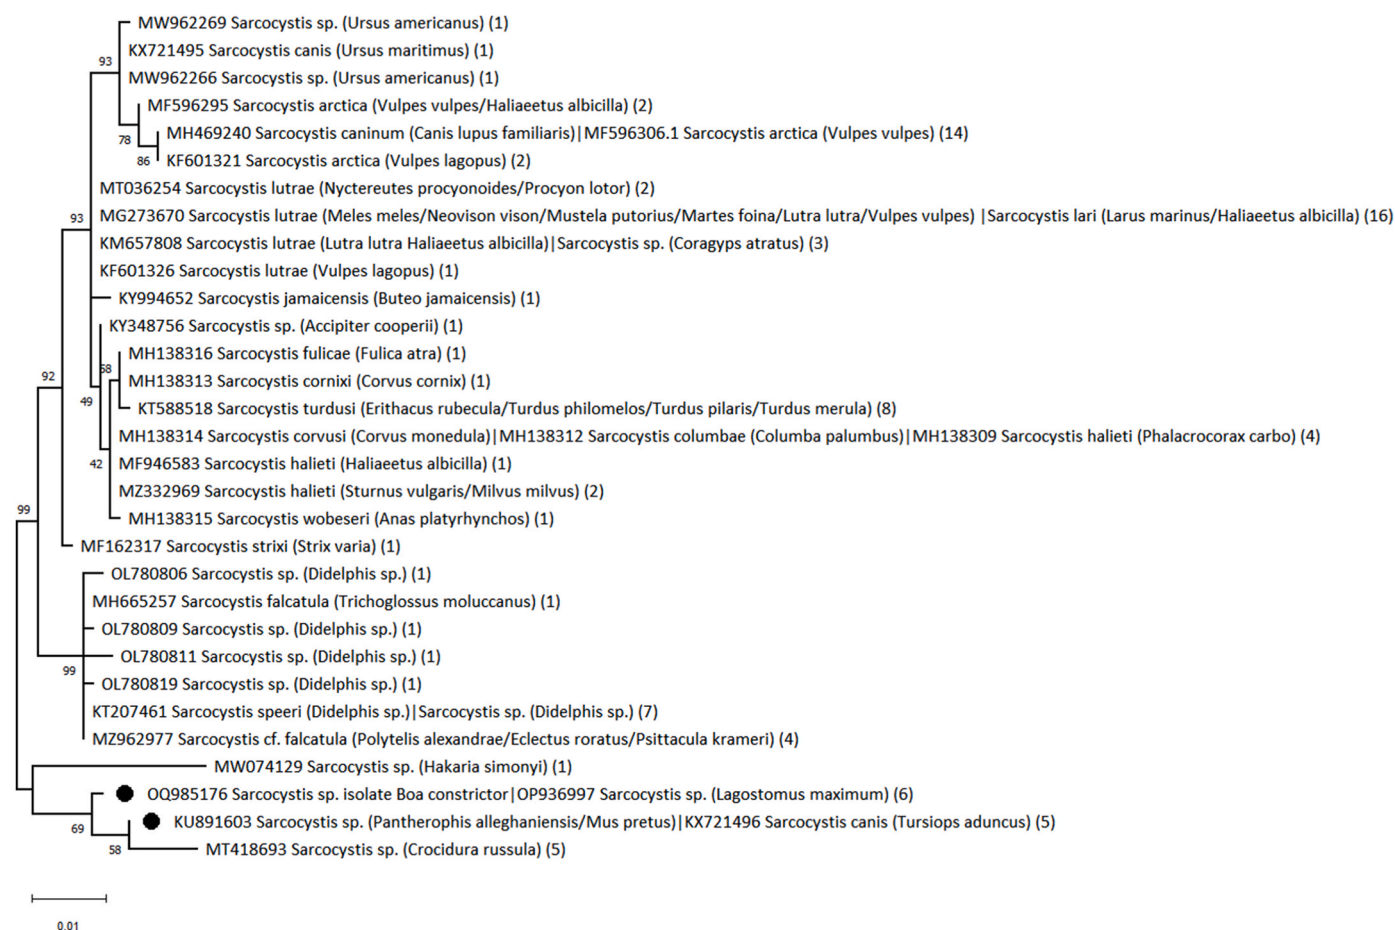 MW962269 Sarcocystis sp. (Ursus americanus) (1)
KX721495 Sarcocystis canis (Ursus maritimus) (1)
93
MW962266 Sarcocystis sp. (Ursus americanus) (1)
MF596295 Sarcocystis arctica (Vulpes vulpes/Haliaeetus albicilla) (2)
78
MH469240 Sarcocystis caninum (Canis lupus familiaris)|MF596306.1 Sarcocystis arctica (Vulpes vulpes) (14)
86
KF601321 Sarcocystis arctica (Vulpes lagopus) (2)
MT036254 Sarcocystis lutrae (Nyctereutes procyonoides/Procyon lotor) (2)
93
MG273670 Sarcocystis lutrae (Meles meles/Neovison vison/Mustela putorius/Martes foina/Lutra lutra/Vulpes vulpes) |Sarcocystis lari (Larus marinus/Haliaeetus albicilla) (16)
KM657808 Sarcocystis lutrae (Lutra lutra Haliaeetus albicilla)|Sarcocystis sp. (Coragyps atratus) (3)
KF601326 Sarcocystis lutrae (Vulpes lagopus) (1)
KY994652 Sarcocystis jamaicensis (Buteo jamaicensis) (1)
KY348756 Sarcocystis sp. (Accipiter cooperii) (1)
MH138316 Sarcocystis fulicae (Fulica atra) (1)
58
92
MH138313 Sarcocystis cornixi (Corvus cornix) (1)
49
KT588518 Sarcocystis turdusi (Erithacus rubecula/Turdus philomelos/Turdus pilaris/Turdus merula) (8)
MH138314 Sarcocystis corvusi (Corvus monedula)|MH138312 Sarcocystis columbae (Columba palumbus)|MH138309 Sarcocystis halieti (Phalacrocorax carbo) (4)
42
MF946583 Sarcocystis halieti (Haliaeetus albicilla) (1)
MZ332969 Sarcocystis halieti (Sturnus vulgaris/Milvus milvus) (2)
99
MH138315 Sarcocystis wobeseri (Anas platyrhynchos) (1)
MF162317 Sarcocystis strixi (Strix varia) (1)
OL780806 Sarcocystis sp. (Didelphis sp.) (1)
MH665257 Sarcocystis falcatula (Trichoglossus moluccanus) (1)
OL780809 Sarcocystis sp. (Didelphis sp.) (1)
OL780811 Sarcocystis sp. (Didelphis sp.) (1)
99
OL780819 Sarcocystis sp. (Didelphis sp.) (1)
KT207461 Sarcocystis speeri (Didelphis sp.)|Sarcocystis sp. (Didelphis sp.) (7)
MZ962977 Sarcocystis cf. falcatula (Polytelis alexandrae/Eclectus roratus/Psittacula krameri) (4)
MW074129 Sarcocystis sp. (Hakaria simonyi) (1)
OQ985176 Sarcocystis sp. isolate Boa constrictor|OP936997 Sarcocystis sp. (Lagostomus maximum) (6)
69
KU891603 Sarcocystis sp. (Pantherophis alleghaniensis/Mus pretus)|KX721496 Sarcocystis canis (Tursiops aduncus) (5)
58
MT418693 Sarcocystis sp. (Crocidura russula) (5)
0.01